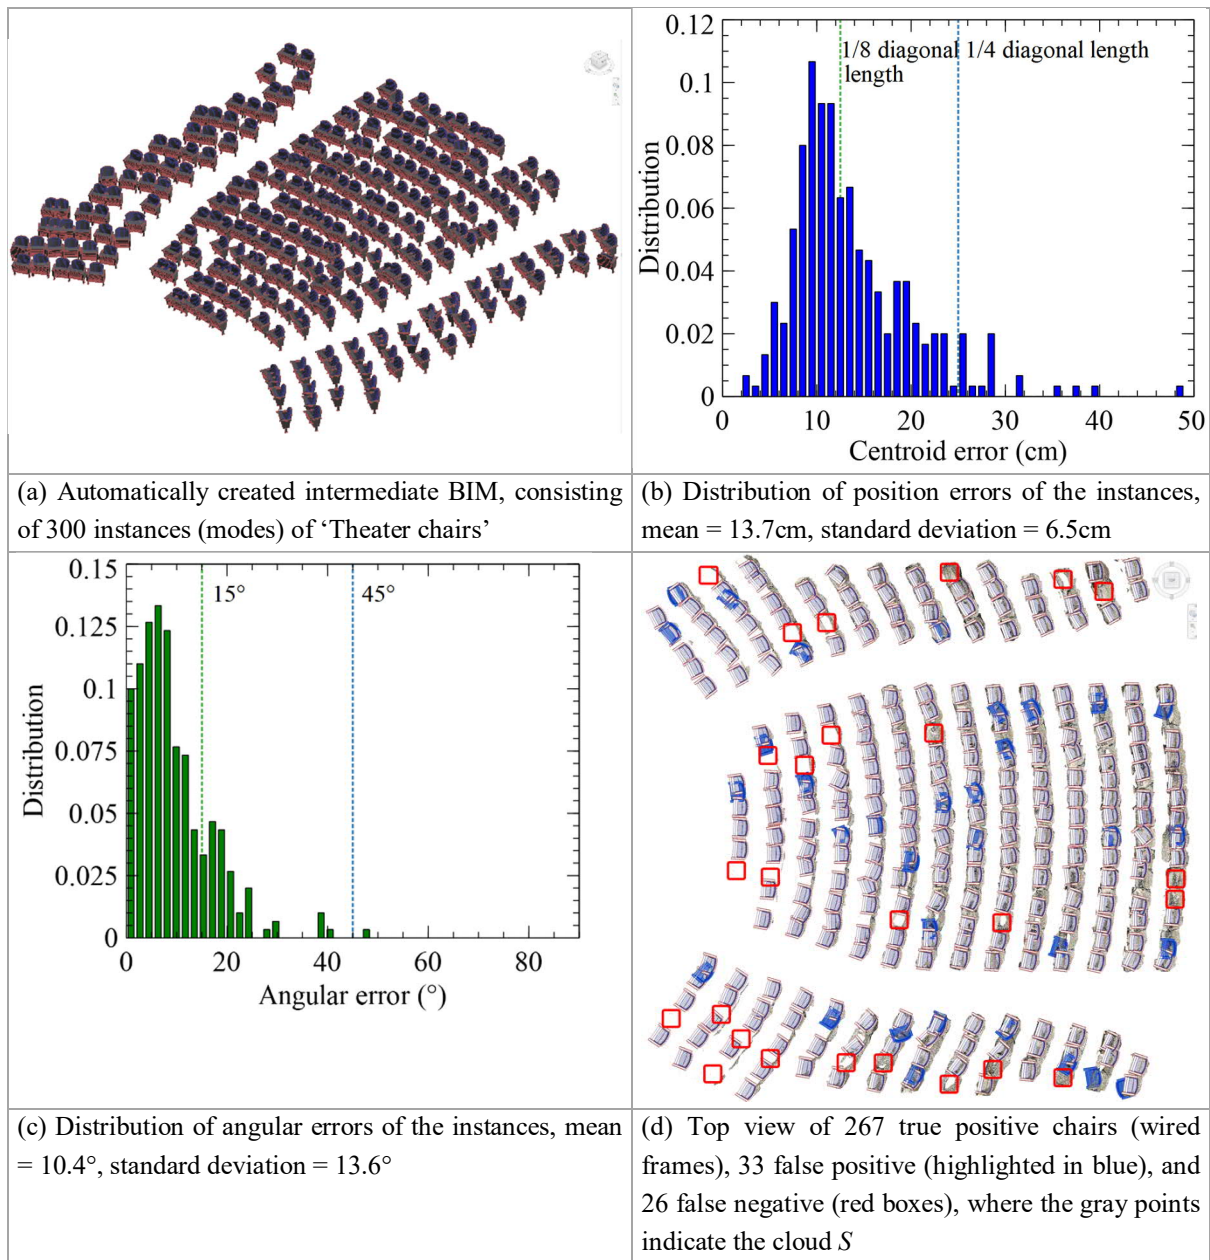 0.12
0.1
0.08
0.06
0.04
0.02
0
Distribution
1/8 diagonal
length
1/4 diagonal length
0 10 20 30 40 50
Centroid error (cm)
(a) Automatically created intermediate BIM, consisting
of 300 instances (modes) of ‘Theater chairs’
(b) Distribution of position errors of the instances,
mean = 13.7cm, standard deviation = 6.5cm
0.15
0.125
0.1
0.075
0.05
0.025
0
Distribution
15°
45°
0 20 40 60 80
Angular error (°)
(c) Distribution of angular errors of the instances, mean
= 10.4°, standard deviation = 13.6°
(d) Top view of 267 true positive chairs (wired
frames), 33 false positive (highlighted in blue), and
26 false negative (red boxes), where the gray points
indicate the cloud S